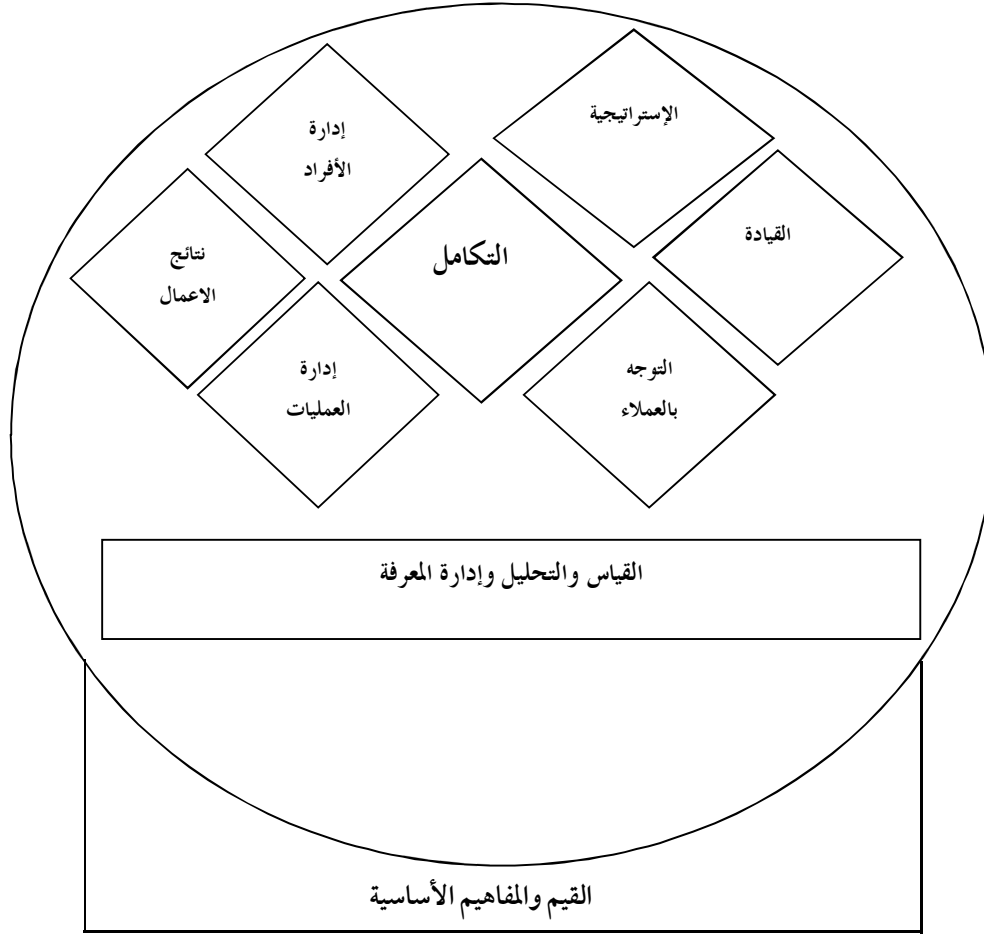 الإستراتيجية
إدارة
الأفراد
القيادة
التكامل
نتائج
الاعمال
التوجه
بالعملاء
إدارة
العمليات
القياس والتحليل وإدارة المعرفة
القيم والمفاهيم الأساسية